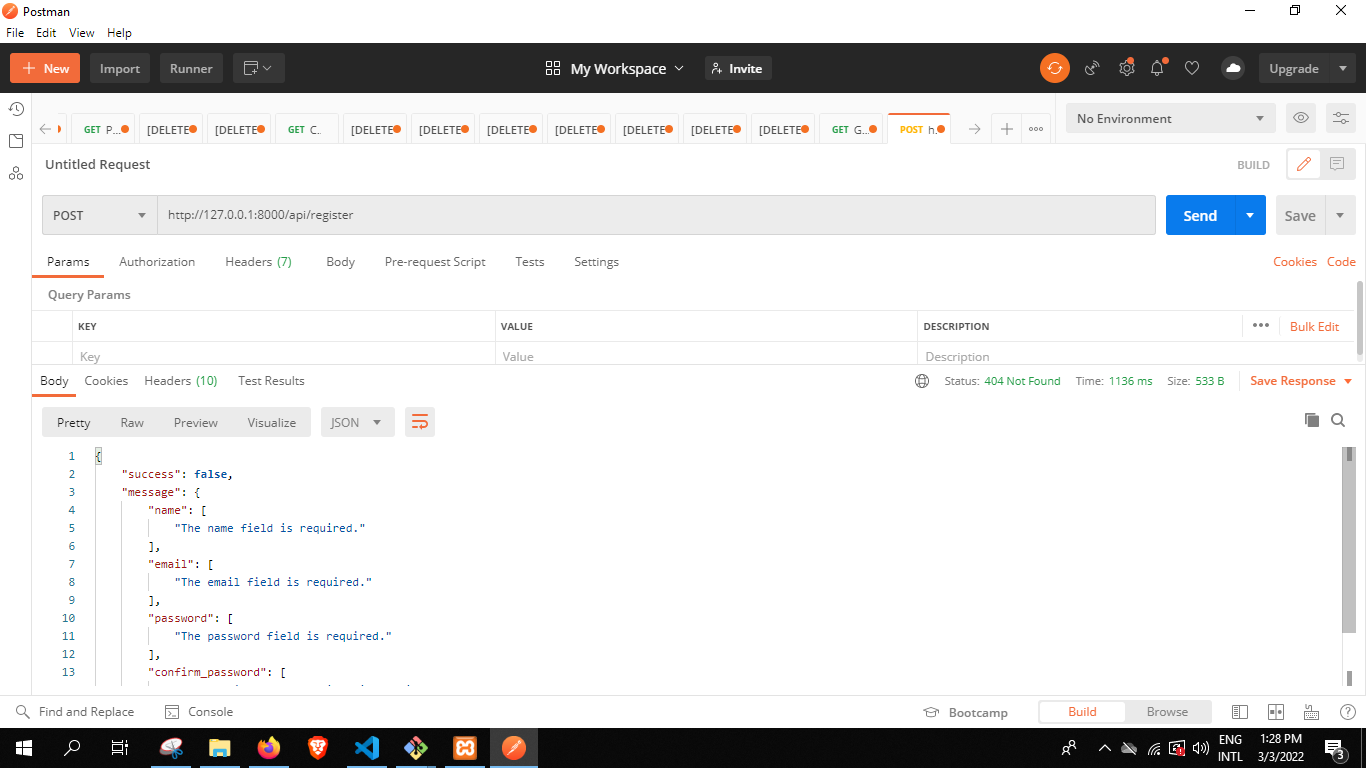 Postman
File Edit View Help
New Import Runner My Workspace Invite Upgrade
GET P... [DELETE [DELETE GET C.. [DELETE [DELETE [DELETE [DELETE [DELETE [DELETE [DELETE GET G... POST h... No Environment
Untitled Request BUILD
POST http://127.0.0.1:8000/api/register Send Save
Params Authorization Headers (7) Body Pre-request Script Tests Settings Cookies Code
Query Params
KEY VALUE DESCRIPTION Bulk Edit
Key Value Description
Body Cookies Headers (10) Test Results Status: 404 Not Found Time: 1136 ms Size: 533 B Save Response
Pretty Raw Preview Visualize JSON
1 {
2 "success": false,
3 "message": {
4 "name": [
5 "The name field is required."
6 ],
7 "email": [
8 "The email field is required."
9 ],
10 "password": [
11 "The password field is required."
12 ],
13 "confirm_password": [
Find and Replace Console Bootcamp Build Browse
ENG 1:28 PM
INTL 3/3/2022 3